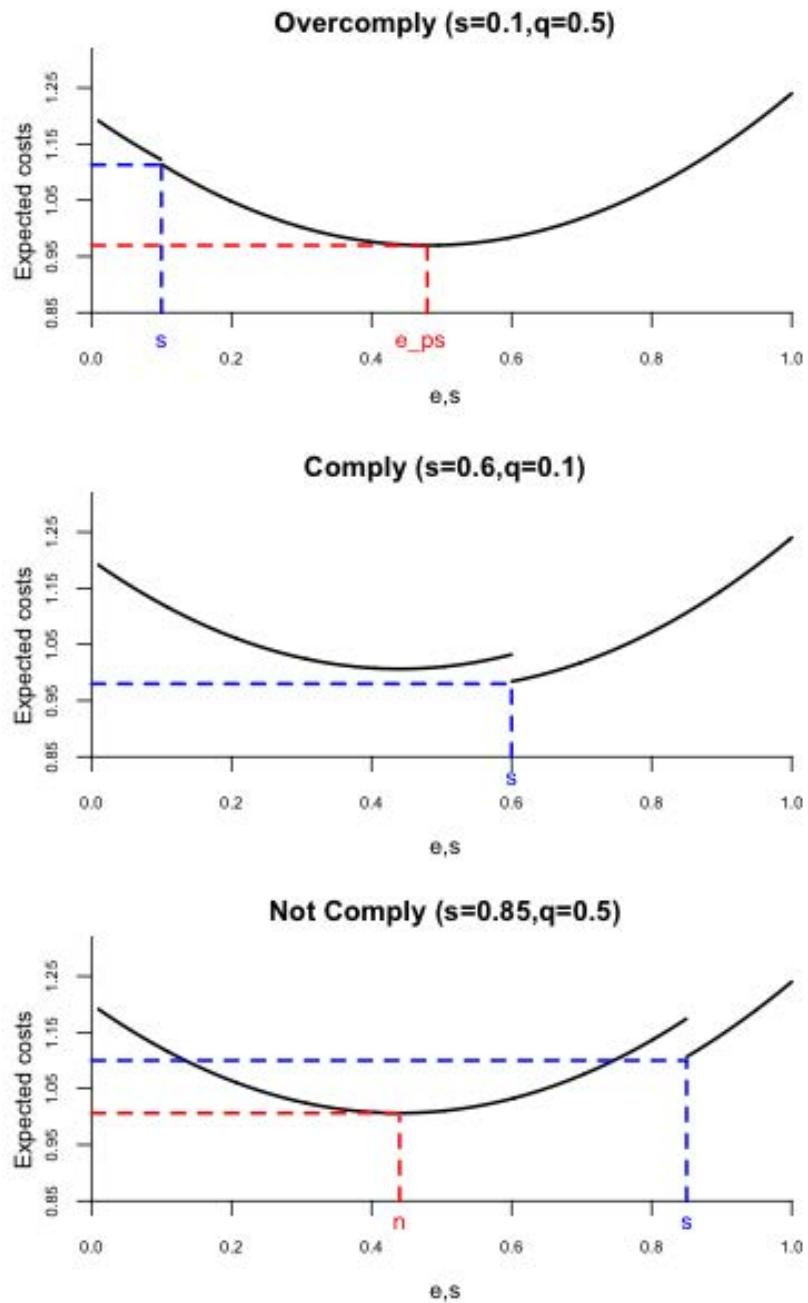 Overcomply (s=0.1,q=0.5)
Expected costs
0.85 0.95 1.05 1.15 1.25
s e_ps
0.0 0.2 0.4 0.6 0.8 1.0
e,s
Comply (s=0.6,q=0.1)
Expected costs
0.85 0.95 1.05 1.15 1.25
s
0.0 0.2 0.4 0.6 0.8 1.0
e,s
Not Comply (s=0.85,q=0.5)
Expected costs
0.85 0.95 1.05 1.15 1.25
n s
0.0 0.2 0.4 0.6 0.8 1.0
e,s